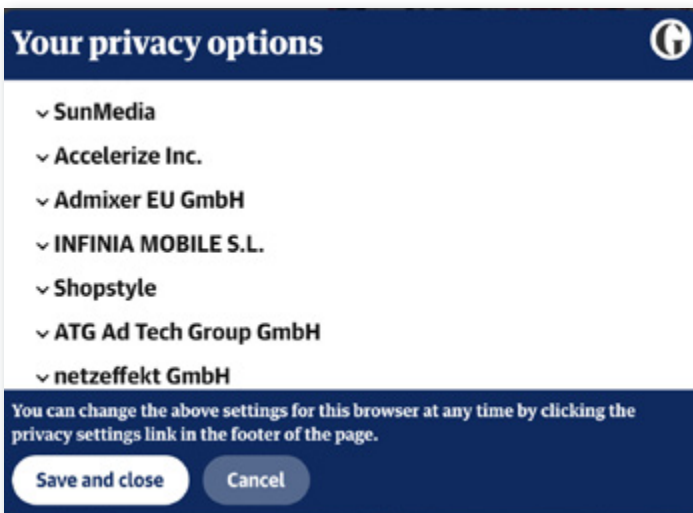 Your privacy options
G
SunMedia
Accelerize Inc.
Admixer EU GmbH
INFINIA MOBILE S.L.
Shopstyle
ATG Ad Tech Group GmbH
netzeffekt GmbH
You can change the above settings for this browser at any time by clicking the
privacy settings link in the footer of the page.
Save and close
Cancel